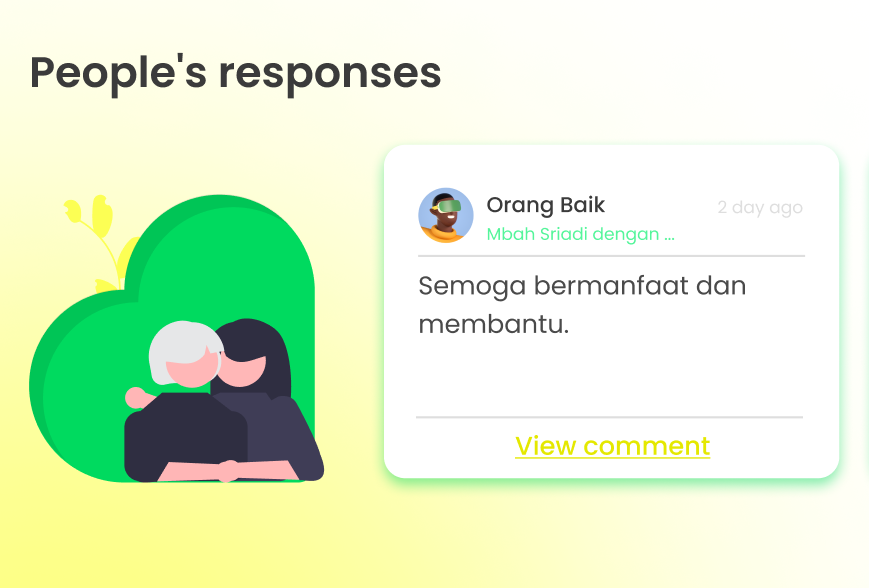 People's responses
Orang Baik
2 day ago
Mbah Sriadi dengan ...
Semoga bermanfaat dan
membantu.
View comment